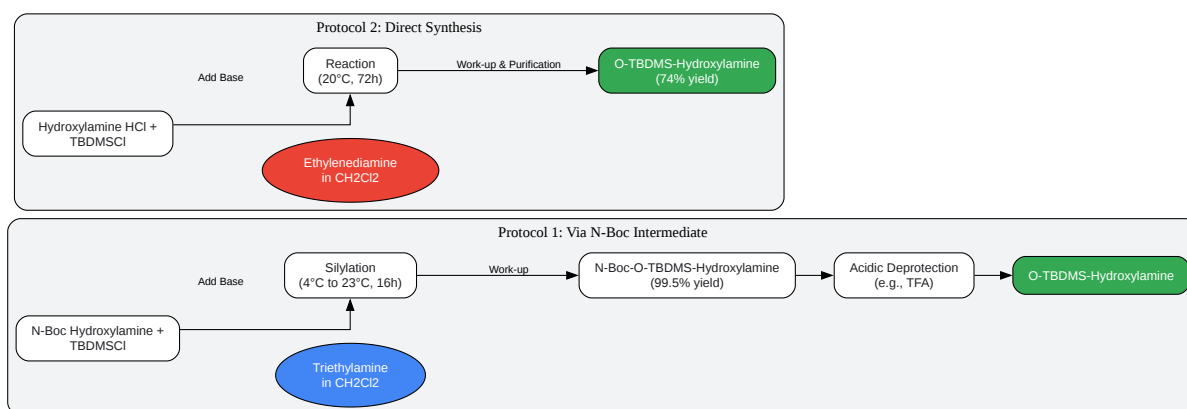 Protocol 2: Direct Synthesis
Add Base
Reaction
(20°C, 72h)
Work-up & Purification
O-TBDMS-Hydroxylamine
(74% yield)
Hydroxylamine HCl +
TBDMSCl
Ethylenediamine
in CH2Cl2
Protocol 1: Via N-Boc Intermediate
Add Base
Silylation
(4°C to 23°C, 16h)
Work-up
N-Boc-O-TBDMS-Hydroxylamine
(99.5% yield)
Acidic Deprotection
(e.g., TFA)
O-TBDMS-Hydroxylamine
N-Boc Hydroxylamine +
TBDMSCl
Triethylamine
in CH2Cl2